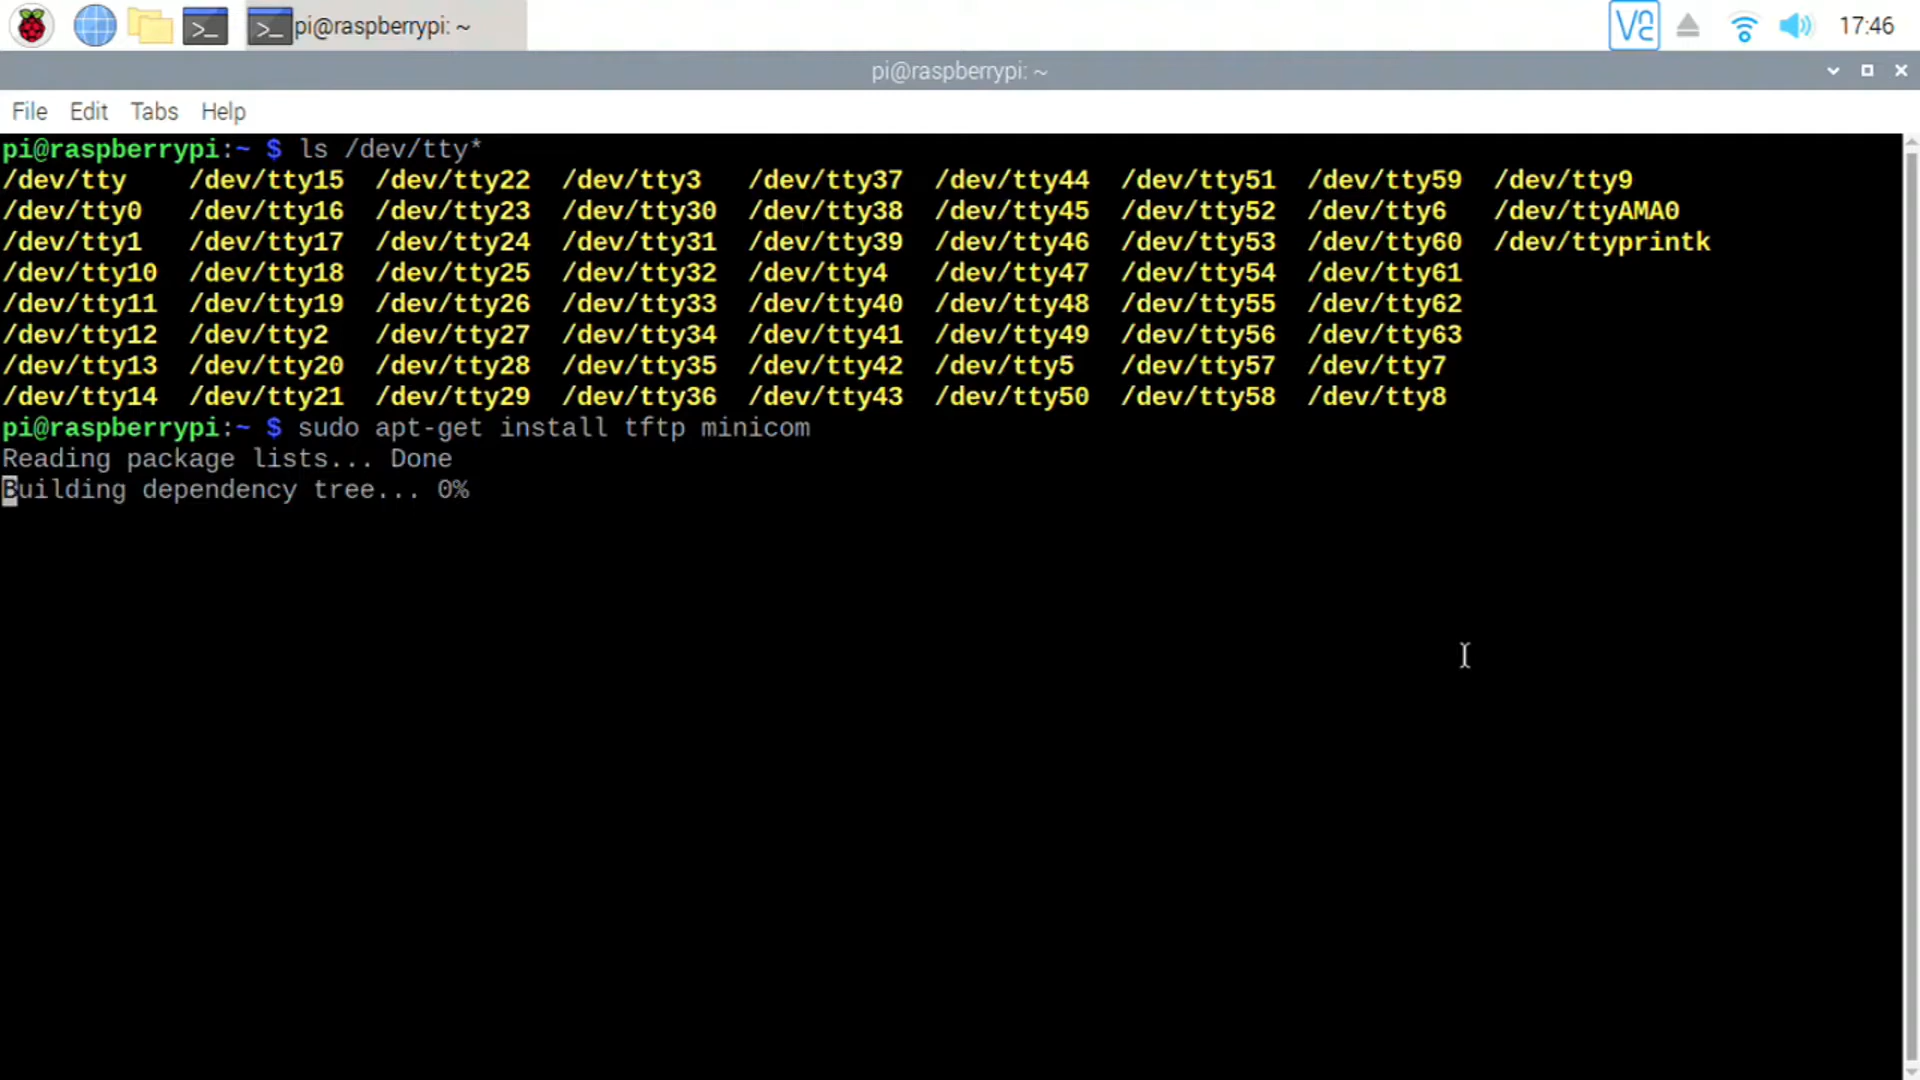 pi@raspberrypi: ~
17:46
pi@raspberrypi: ~
File Edit Tabs Help
pi@raspberrypi:~ $ ls /dev/tty*
/dev/tty /dev/tty15 /dev/tty22 /dev/tty3 /dev/tty37 /dev/tty44 /dev/tty51 /dev/tty59 /dev/tty9
/dev/tty0 /dev/tty16 /dev/tty23 /dev/tty30 /dev/tty38 /dev/tty45 /dev/tty52 /dev/tty6 /dev/ttyAMA0
/dev/tty1 /dev/tty17 /dev/tty24 /dev/tty31 /dev/tty39 /dev/tty46 /dev/tty53 /dev/tty60 /dev/ttyprintk
/dev/tty10 /dev/tty18 /dev/tty25 /dev/tty32 /dev/tty4 /dev/tty47 /dev/tty54 /dev/tty61
/dev/tty11 /dev/tty19 /dev/tty26 /dev/tty33 /dev/tty40 /dev/tty48 /dev/tty55 /dev/tty62
/dev/tty12 /dev/tty2 /dev/tty27 /dev/tty34 /dev/tty41 /dev/tty49 /dev/tty56 /dev/tty63
/dev/tty13 /dev/tty20 /dev/tty28 /dev/tty35 /dev/tty42 /dev/tty5 /dev/tty57 /dev/tty7
/dev/tty14 /dev/tty21 /dev/tty29 /dev/tty36 /dev/tty43 /dev/tty50 /dev/tty58 /dev/tty8
pi@raspberrypi:~ $ sudo apt-get install tftp minicom
Reading package lists... Done
Building dependency tree... 0%